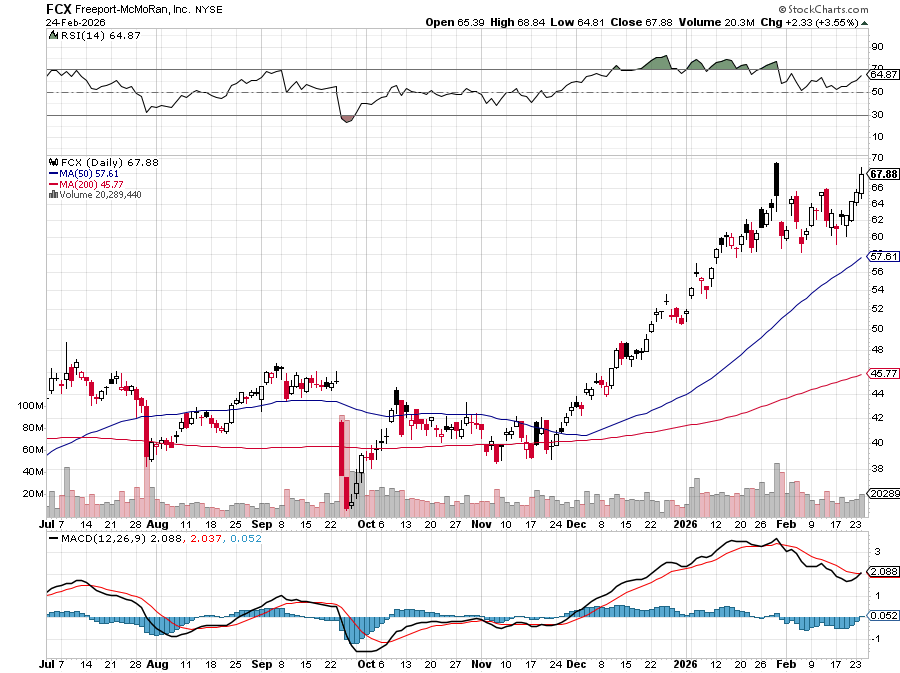 FCX Freeport-McMoRan, Inc. NYSE
© StockCharts.com
24-Feb-2026
Open 65.39 High 68.84 Low 64.81 Close 67.88 Volume 20.3M Chg +2.33 (+3.55%)
RSI(14) 64.87
90
70
64.87
50
30
10
FCX (Daily) 67.88
MA(50) 57.61
MA(200) 45.77
Volume 20,289,440
70
67.88
66
64
62
60
58
57.61
56
54
52
50
48
45.77
44
42
40
38
100M
80M
60M
40M
20M
20289
Jul 7 14 21 28 Aug 11 18 25 Sep 8 15 22 Oct 6 13 20 27 Nov 10 17 24 Dec 8 15 22 2026 12 20 26 Feb 9 17 23
MACD(12,26,9) 2.088, 2.037, 0.052
3
2.088
1
0.052
-1
Jul 7 14 21 28 Aug 11 18 25 Sep 8 15 22 Oct 6 13 20 27 Nov 10 17 24 Dec 8 15 22 2026 12 20 26 Feb 9 17 23